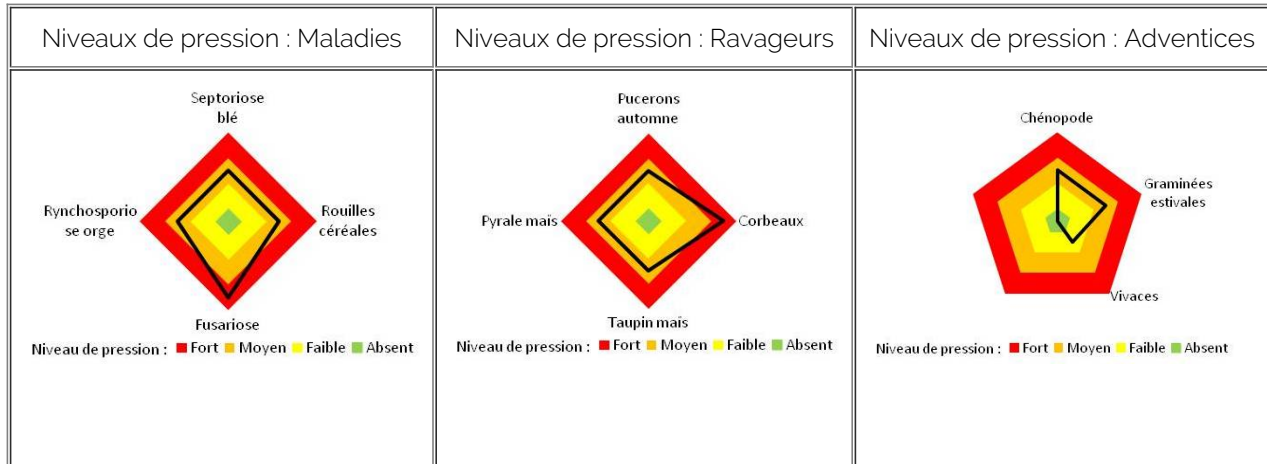 Niveaux de pression : Maladies
Niveaux de pression : Ravageurs
Niveaux de pression : Adventices
Septoriose
blé
Rynchosporio
se orge
Rouilles
céréales
Fusariose
Niveau de pression : Fort Moyen Faible Absent
Pucerons
automne
Pyrale maïs
Corbeaux
Taupin maïs
Niveau de pression : Fort Moyen Faible Absent
Chénopode
Graminées
estivales
Vivaces
Niveau de pression : Fort Moyen Faible Absent